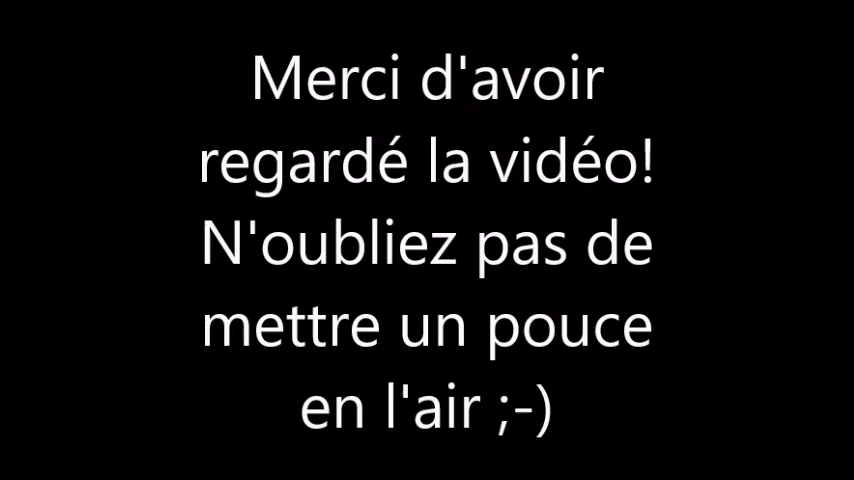 Merci d'avoir
regardé la vidéo!
N'oubliez pas de
mettre un pouce
en l'air ;-)